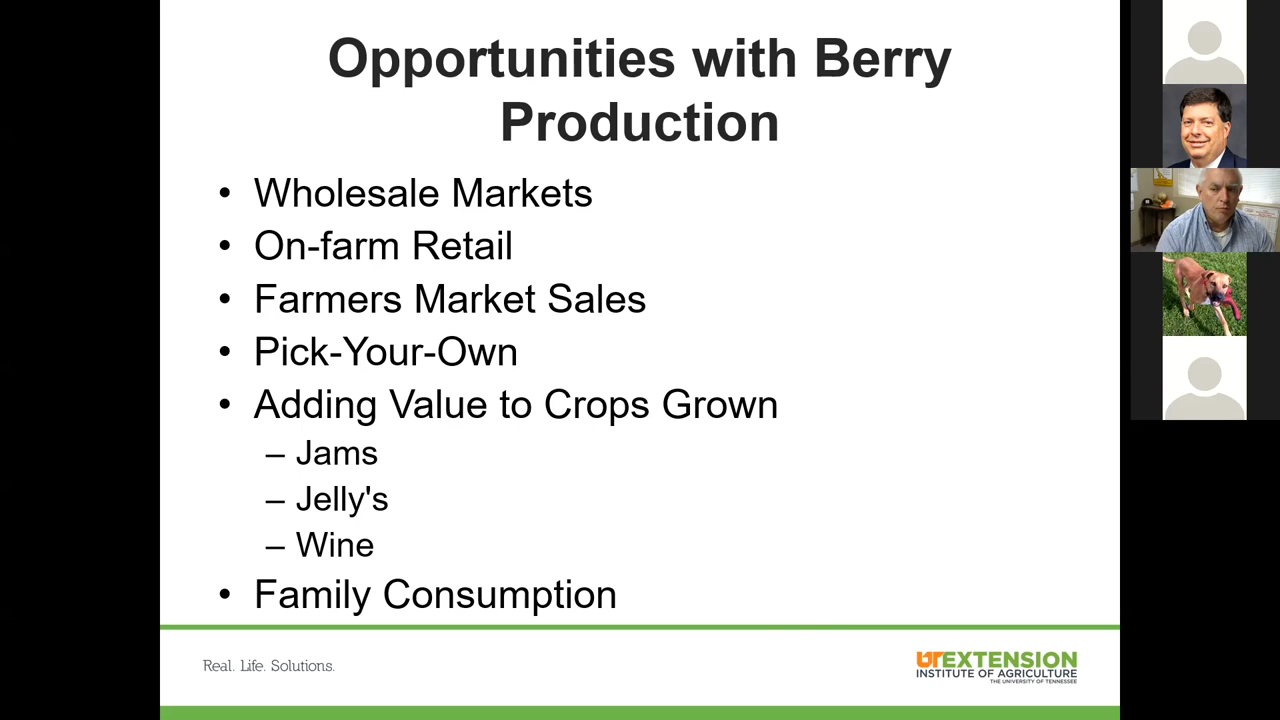 Opportunities with Berry
Production
• Wholesale Markets
• On-farm Retail
• Farmers Market Sales
• Pick-Your-Own
• Adding Value to Crops Grown
– Jams
– Jelly's
– Wine
• Family Consumption
Real. Life. Solutions.
UTEXTENSION
INSTITUTE OF AGRICULTURE
THE UNIVERSITY OF TENNESSEE